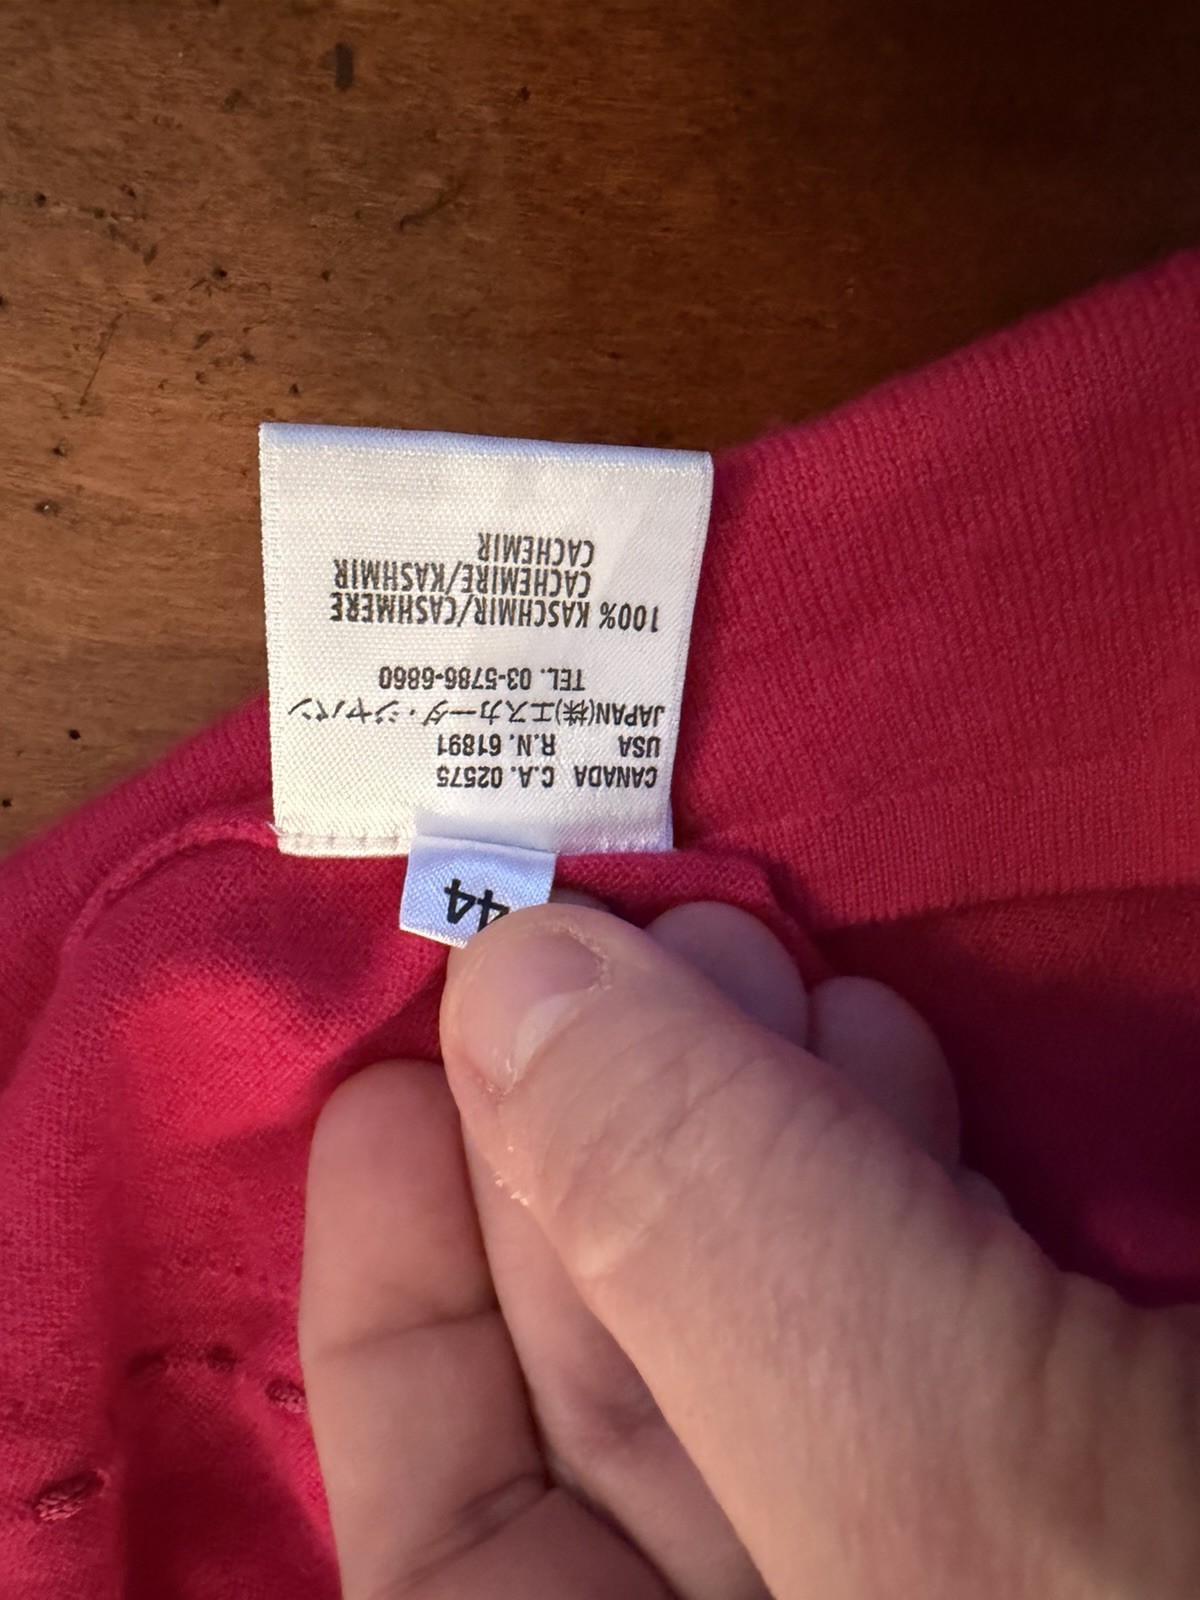 44
CANADA C.A. 02575
USA R.N. 61891
JAPAN(株)エスカーダ・ジャパン
TEL. 03-5786-6860
100% KASCHMIR/CASHMERE
CACHEMIRE/KASHMIR
CACHEMIR